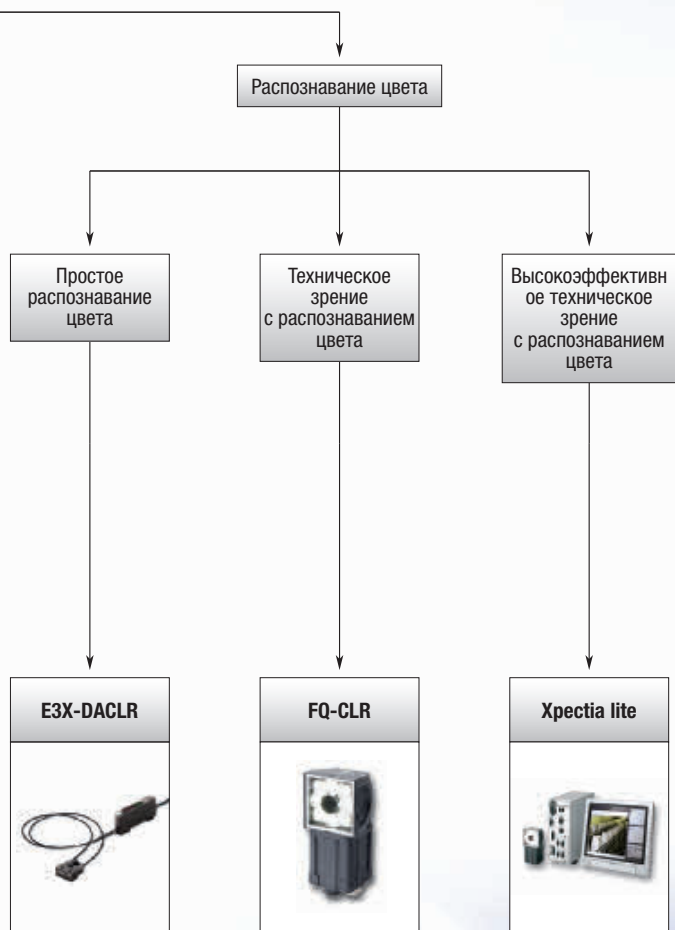 Распознавание цвета
Простое
распознавание
цвета
Техническое
зрение
с распознаванием
цвета
Высокоэффективн
ое техническое
зрение
с распознаванием
цвета
E3X-DACLR
FQ-CLR
Xpectia lite